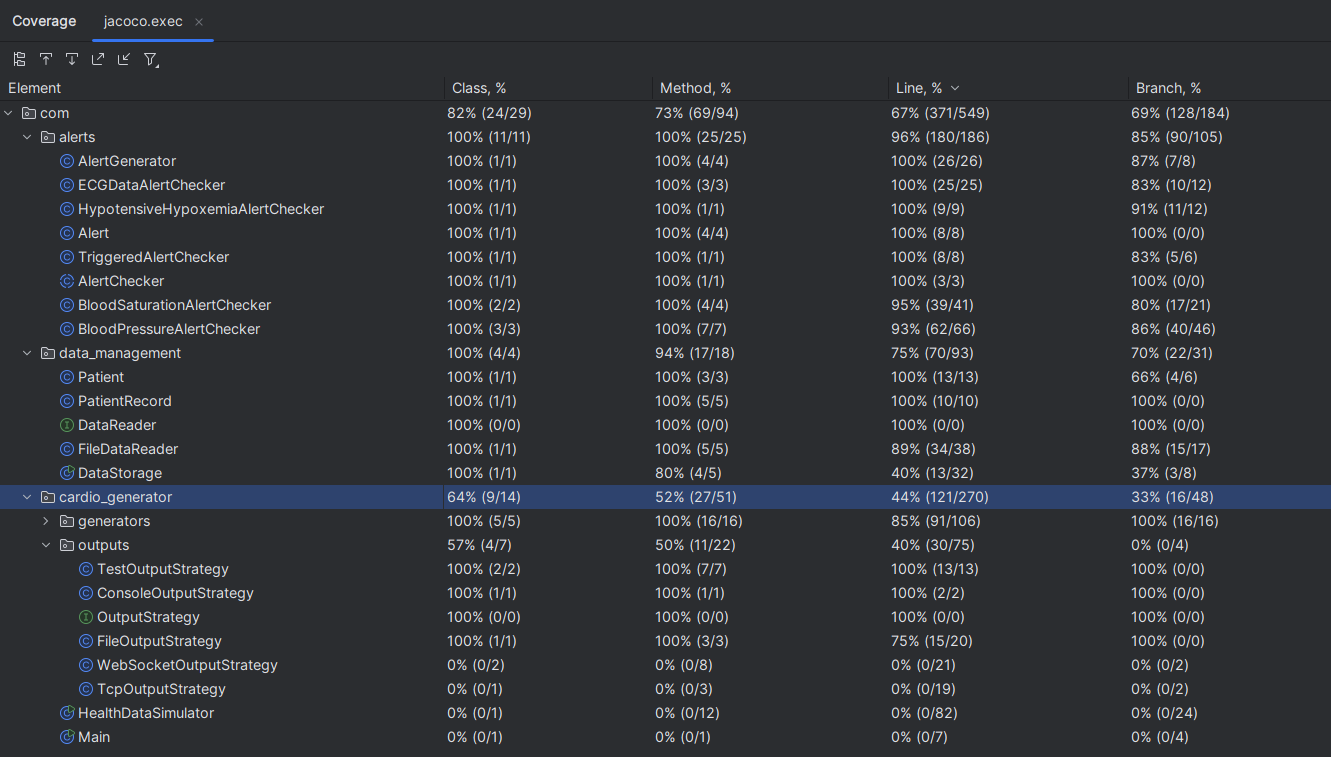 Coverage jacoco.exec
Element Class, % Method, % Line, % Branch, %
com 82% (24/29) 73% (69/94) 67% (371/549) 69% (128/184)
alerts 100% (11/11) 100% (25/25) 96% (180/186) 85% (90/105)
AlertGenerator 100% (1/1) 100% (4/4) 100% (26/26) 87% (7/8)
ECGDataAlertChecker 100% (1/1) 100% (3/3) 100% (25/25) 83% (10/12)
HypotensiveHypoxemiaAlertChecker 100% (1/1) 100% (1/1) 100% (9/9) 91% (11/12)
Alert 100% (1/1) 100% (4/4) 100% (8/8) 100% (0/0)
TriggeredAlertChecker 100% (1/1) 100% (1/1) 100% (8/8) 83% (5/6)
AlertChecker 100% (1/1) 100% (1/1) 100% (3/3) 100% (0/0)
BloodSaturationAlertChecker 100% (2/2) 100% (4/4) 95% (39/41) 80% (17/21)
BloodPressureAlertChecker 100% (3/3) 100% (7/7) 93% (62/66) 86% (40/46)
data_management 100% (4/4) 94% (17/18) 75% (70/93) 70% (22/31)
Patient 100% (1/1) 100% (3/3) 100% (13/13) 66% (4/6)
PatientRecord 100% (1/1) 100% (5/5) 100% (10/10) 100% (0/0)
DataReader 100% (0/0) 100% (0/0) 100% (0/0) 100% (0/0)
FileDataReader 100% (1/1) 100% (5/5) 89% (34/38) 88% (15/17)
DataStorage 100% (1/1) 80% (4/5) 40% (13/32) 37% (3/8)
cardio_generator 64% (9/14) 52% (27/51) 44% (121/270) 33% (16/48)
generators 100% (5/5) 100% (16/16) 85% (91/106) 100% (16/16)
outputs 57% (4/7) 50% (11/22) 40% (30/75) 0% (0/4)
TestOutputStrategy 100% (2/2) 100% (7/7) 100% (13/13) 100% (0/0)
ConsoleOutputStrategy 100% (1/1) 100% (1/1) 100% (2/2) 100% (0/0)
OutputStrategy 100% (0/0) 100% (0/0) 100% (0/0) 100% (0/0)
FileOutputStrategy 100% (1/1) 100% (3/3) 75% (15/20) 100% (0/0)
WebSocketOutputStrategy 0% (0/2) 0% (0/8) 0% (0/21) 0% (0/2)
TcpOutputStrategy 0% (0/1) 0% (0/3) 0% (0/19) 0% (0/2)
HealthDataSimulator 0% (0/1) 0% (0/12) 0% (0/82) 0% (0/24)
Main 0% (0/1) 0% (0/1) 0% (0/7) 0% (0/4)